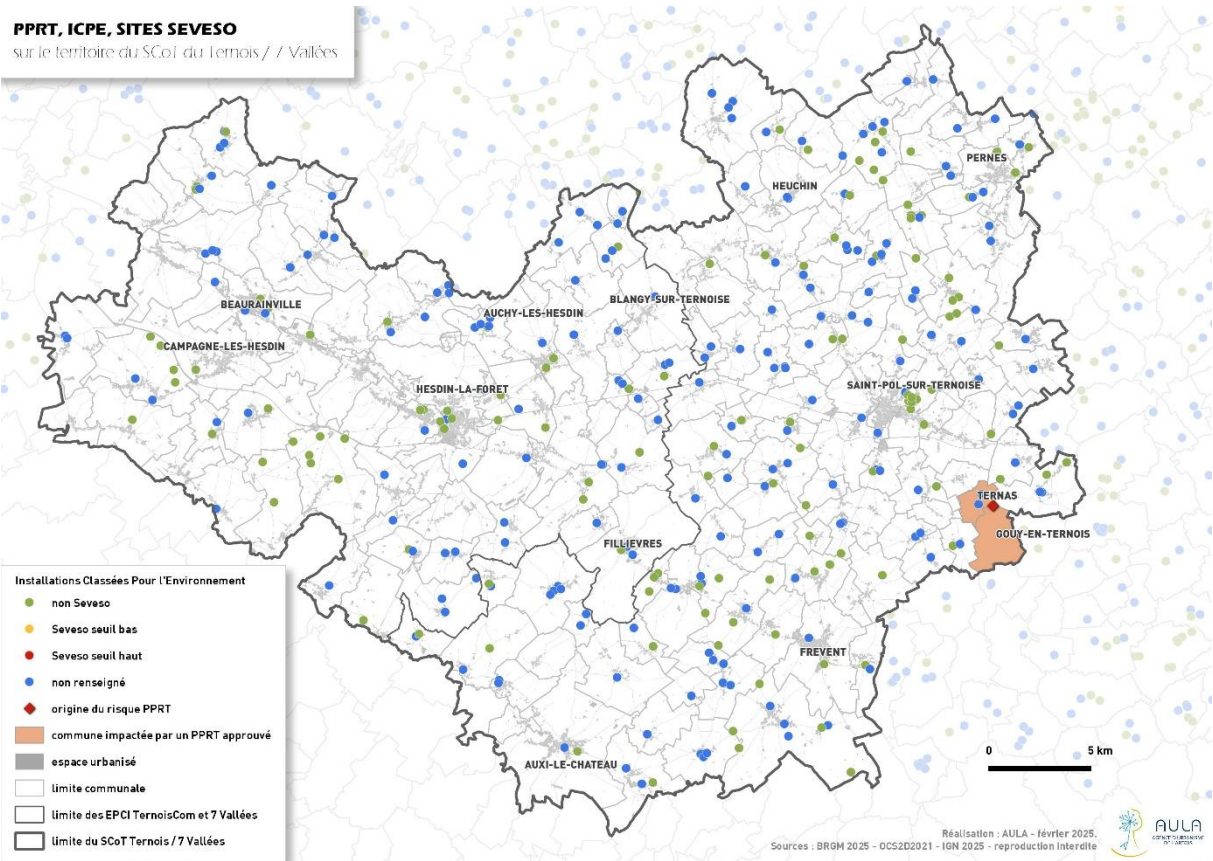 PPRT, ICPE, SITES SEVESO
sur le territoire du SCoT du Ternois / 7 Vallées
PERNES
HEUCHIN
BEAURAINVILLE
BLANGY-SUR-TERNOISE
AUCHY-LES-HESDIN
CAMPAGNE-LES-HESDIN
HESDIN-LA-FORET
SAINT-POL-SUR-TERNOISE
TERNAS
GOUY-EN-TERNOIS
FILLIEVRES
FREVENT
AUXI-LE-CHATEAU
Installations Classées Pour l'Environnement
non Seveso
Seveso seuil bas
Seveso seuil haut
non renseigné
origine du risque PPRT
commune impactée par un PPRT approuvé
espace urbanisé
limite communale
limite des EPCI TernoisCom et 7 Vallées
limite du SCoT Ternois / 7 Vallées
0 5 km
Réalisation : AULA - février 2025.
Sources : BRGM 2025 - OCS2D2021 - IGN 2025 - reproduction interdite
AULA
AGENCE D'URBANISME
DE L'ARTOIS